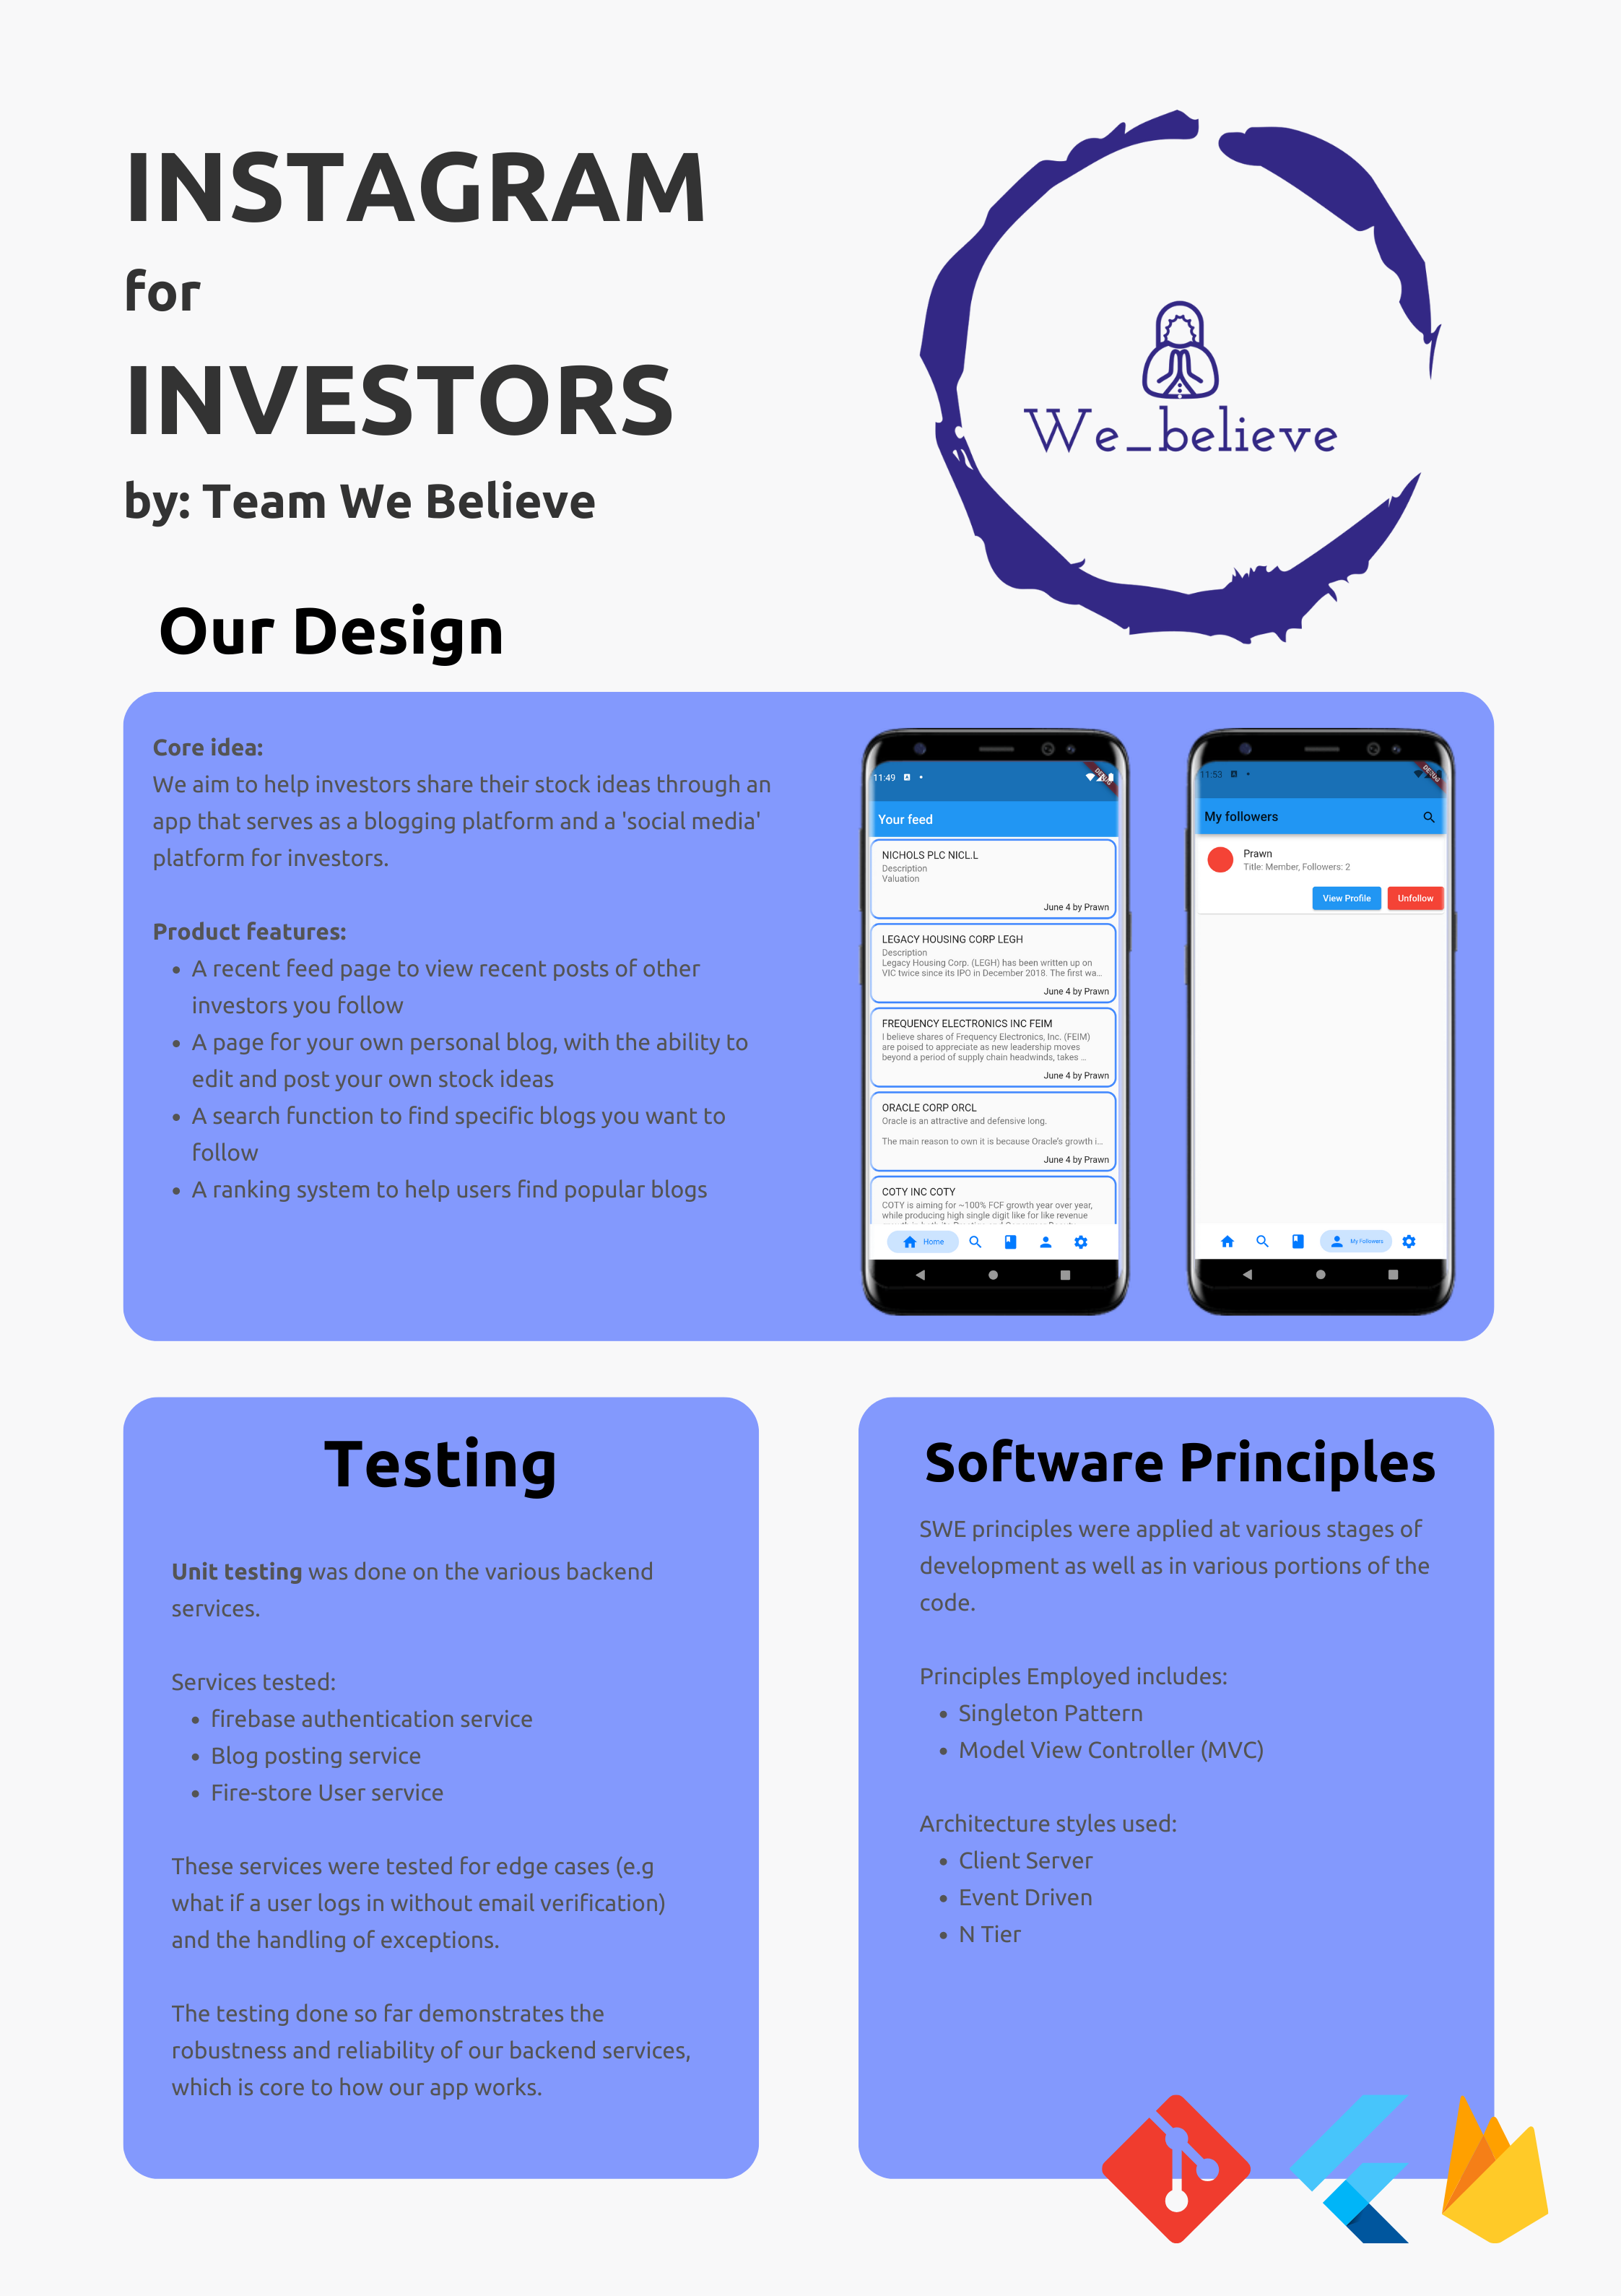 INSTAGRAM
for
INVESTORS
by: Team We Believe
We_believe
Our Design
Core idea:
We aim to help investors share their stock ideas through an
app that serves as a blogging platform and a 'social media'
platform for investors.
Product features:
• A recent feed page to view recent posts of other
investors you follow
• A page for your own personal blog, with the ability to
edit and post your own stock ideas
• A search function to find specific blogs you want to
follow
• A ranking system to help users find popular blogs
11:49
DEBUG
Your feed
NICHOLS PLC NICL.L
Description
Valuation
June 4 by Prawn
LEGACY HOUSING CORP LEGH
Description
Legacy Housing Corp. (LEGH) has been written up on
VIC twice since its IPO in December 2018. The first wa...
June 4 by Prawn
FREQUENCY ELECTRONICS INC FEIM
I believe shares of Frequency Electronics, Inc. (FEIM)
are poised to appreciate as new leadership moves
beyond a period of supply chain headwinds, takes ...
June 4 by Prawn
ORACLE CORP ORCL
Oracle is an attractive and defensive long.
The main reason to own it is because Oracle's growth i...
June 4 by Prawn
COTY INC COTY
COTY is aiming for ~100% FCF growth year over year,
while producing high single digit like for like revenue
Home
11:53
DEBUG
My followers
Prawn
Title: Member, Followers: 2
View Profile
Unfollow
My Followers
Testing
Unit testing was done on the various backend
services.
Services tested:
• firebase authentication service
• Blog posting service
• Fire-store User service
These services were tested for edge cases (e.g
what if a user logs in without email verification)
and the handling of exceptions.
The testing done so far demonstrates the
robustness and reliability of our backend services,
which is core to how our app works.
Software Principles
SWE principles were applied at various stages of
development as well as in various portions of the
code.
Principles Employed includes:
• Singleton Pattern
• Model View Controller (MVC)
Architecture styles used:
• Client Server
• Event Driven
• N Tier